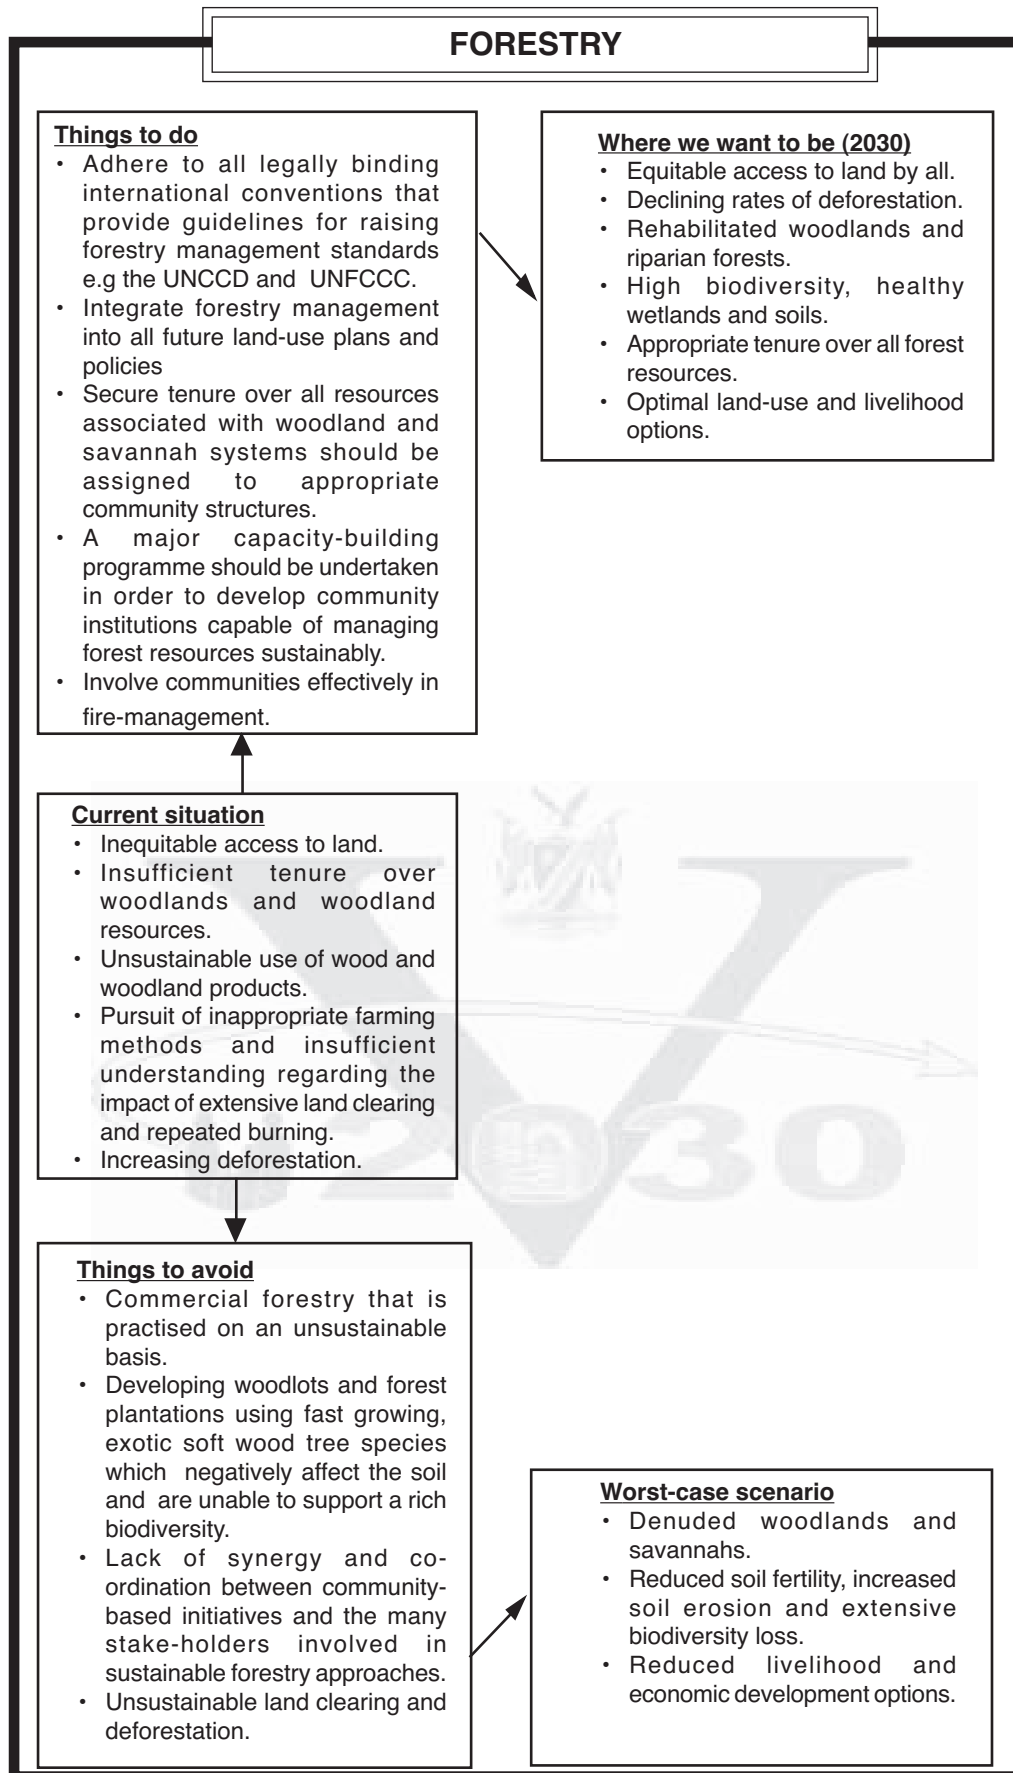 FORESTRY
Things to do
• Adhere to all legally binding
international conventions that
provide guidelines for raising
forestry management standards
e.g the UNCCD and UNFCCC.
• Integrate forestry management
into all future land-use plans and
policies
• Secure tenure over all resources
associated with woodland and
savannah systems should be
assigned to appropriate
community structures.
• A major capacity-building
programme should be undertaken
in order to develop community
institutions capable of managing
forest resources sustainably.
• Involve communities effectively in
fire-management.
Where we want to be (2030)
• Equitable access to land by all.
• Declining rates of deforestation.
• Rehabilitated woodlands and
riparian forests.
• High biodiversity, healthy
wetlands and soils.
• Appropriate tenure over all forest
resources.
• Optimal land-use and livelihood
options.
Current situation
• Inequitable access to land.
• Insufficient tenure over
woodlands and woodland
resources.
• Unsustainable use of wood and
woodland products.
• Pursuit of inappropriate farming
methods and insufficient
understanding regarding the
impact of extensive land clearing
and repeated burning.
• Increasing deforestation.
V
2030
Things to avoid
• Commercial forestry that is
practised on an unsustainable
basis.
• Developing woodlots and forest
plantations using fast growing,
exotic soft wood tree species
which negatively affect the soil
and are unable to support a rich
biodiversity.
• Lack of synergy and co-
ordination between community-
based initiatives and the many
stake-holders involved in
sustainable forestry approaches.
• Unsustainable land clearing and
deforestation.
Worst-case scenario
• Denuded woodlands and
savannahs.
• Reduced soil fertility, increased
soil erosion and extensive
biodiversity loss.
• Reduced livelihood and
economic development options.